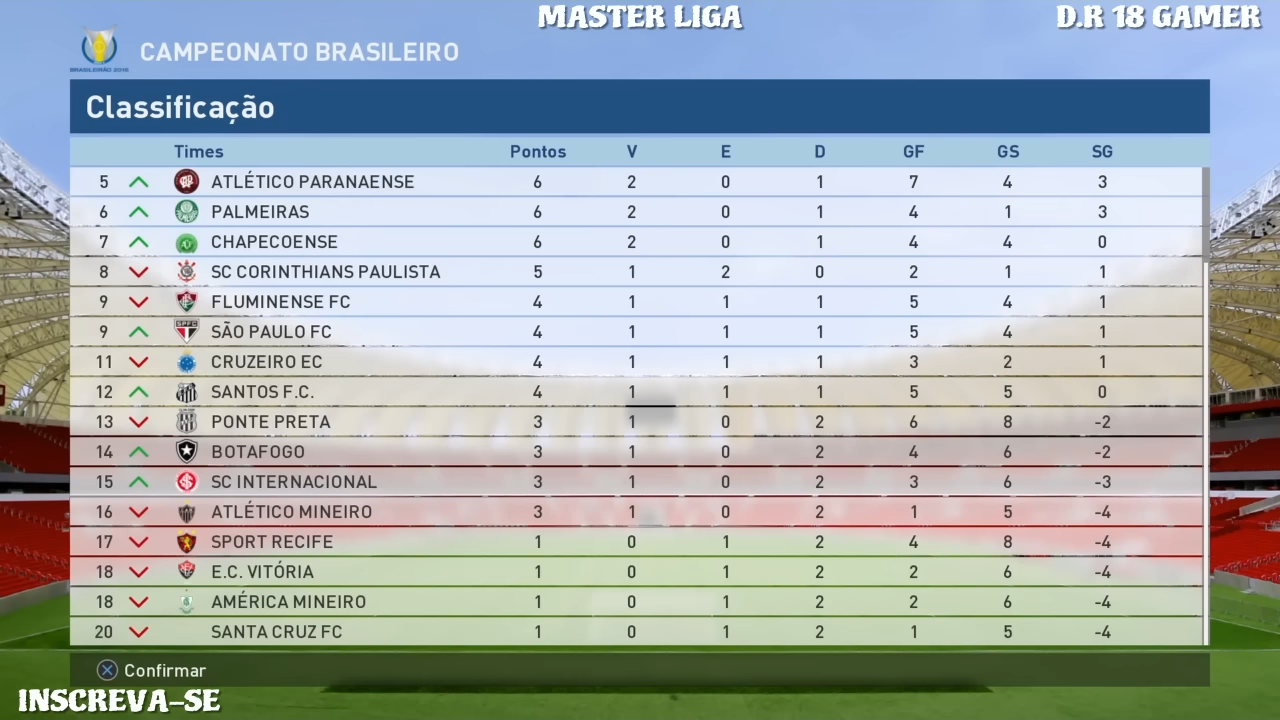 MASTER LIGA
D.R 18 GAMER
BRASILEIRÃO 2016
CAMPEONATO BRASILEIRO
Classificação
Times Pontos V E D GF GS SG
5 ATLÉTICO PARANAENSE 6 2 0 1 7 4 3
6 PALMEIRAS 6 2 0 1 4 1 3
7 CHAPECOENSE 6 2 0 1 4 4 0
8 SC CORINTHIANS PAULISTA 5 1 2 0 2 1 1
9 FLUMINENSE FC 4 1 1 1 5 4 1
9 SÃO PAULO FC 4 1 1 1 5 4 1
11 CRUZEIRO EC 4 1 1 1 3 2 1
12 SANTOS F.C. 4 1 1 1 5 5 0
13 PONTE PRETA 3 1 0 2 6 8 -2
14 BOTAFOGO 3 1 0 2 4 6 -2
15 SC INTERNACIONAL 3 1 0 2 3 6 -3
16 ATLÉTICO MINEIRO 3 1 0 2 1 5 -4
17 SPORT RECIFE 1 0 1 2 4 8 -4
18 E.C. VITÓRIA 1 0 1 2 2 6 -4
18 AMÉRICA MINEIRO 1 0 1 2 2 6 -4
20 SANTA CRUZ FC 1 0 1 2 1 5 -4
Confirmar
INSCREVA-SE